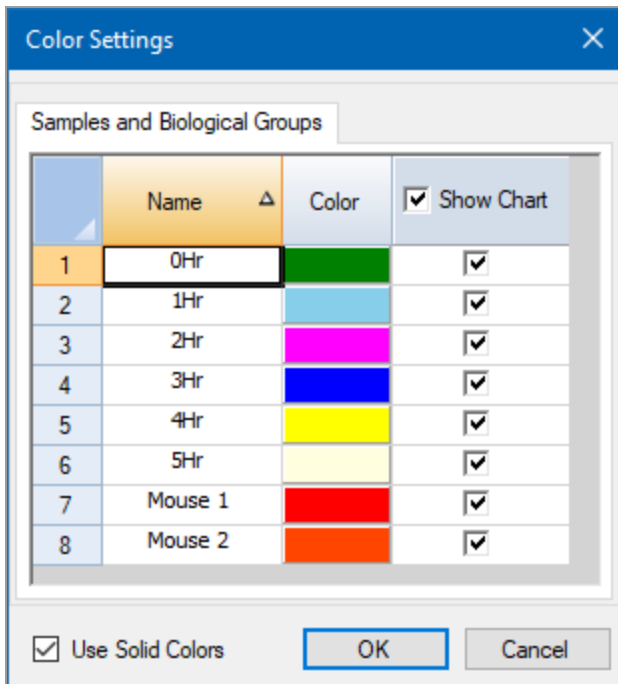 Color Settings
Samples and Biological Groups
Name Color Show Chart
1 0Hr
2 1Hr
3 2Hr
4 3Hr
5 4Hr
6 5Hr
7 Mouse 1
8 Mouse 2
Use Solid Colors OK Cancel